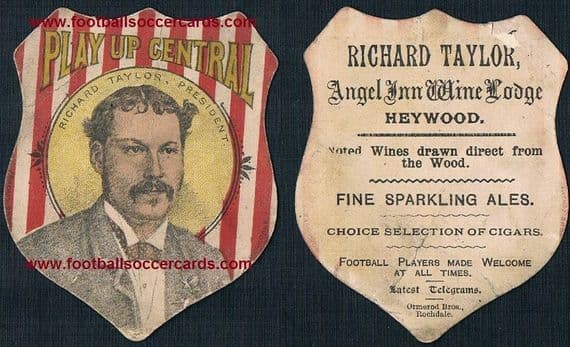 www.footballsoccercards.com
PLAY UP CENTRAL
RICHARD TAYLOR, PRESIDENT
www.footballsoccercards.com
RICHARD TAYLOR,
Angel Inn Wine Lodge
HEYWOOD.
Noted Wines drawn direct from
the Wood.
FINE SPARKLING ALES.
CHOICE SELECTION OF CIGARS.
FOOTBALL PLAYERS MADE WELCOME
AT ALL TIMES.
Latest Telegrams.
Ormerod Bros.,
Rochdale.